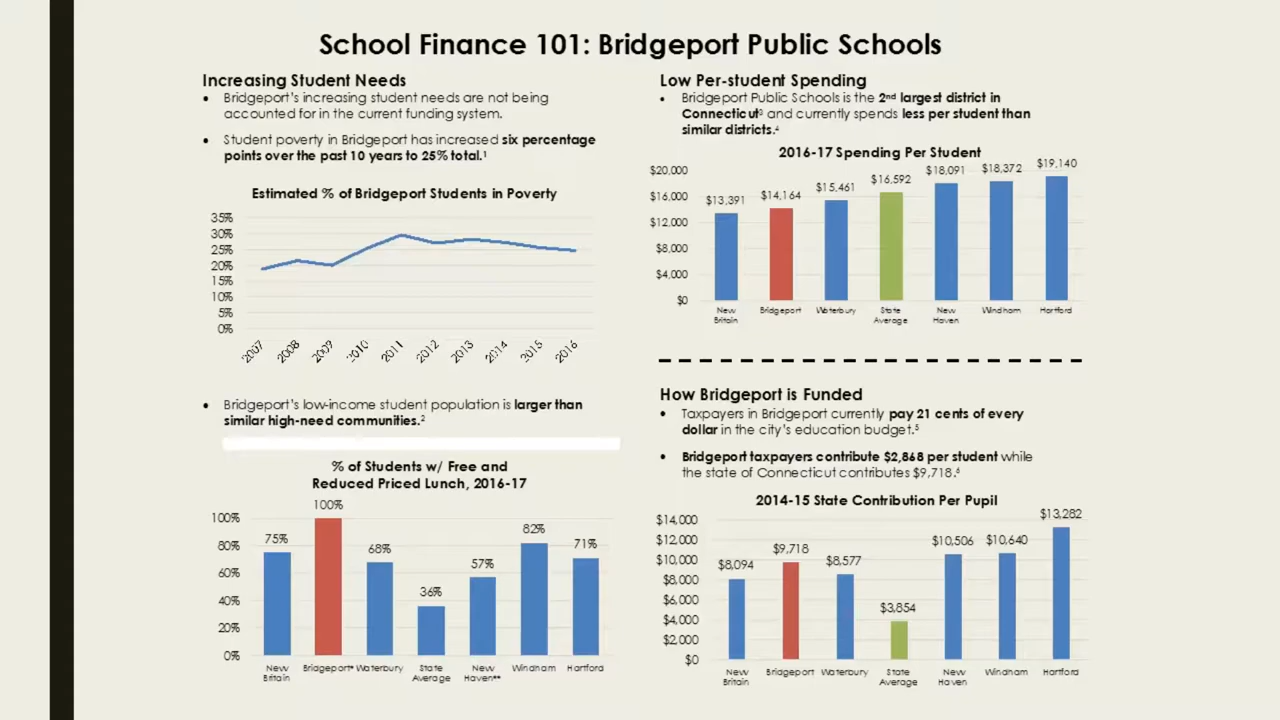 School Finance 101: Bridgeport Public Schools
Increasing Student Needs
• Bridgeport's increasing student needs are not being
accounted for in the current funding system.
• Student poverty in Bridgeport has increased six percentage
points over the past 10 years to 25% total.¹
Estimated % of Bridgeport Students in Poverty
35%
30%
25%
20%
15%
10%
5%
0%
2007 2008 2009 2010 2011 2012 2013 2014 2015 2016
• Bridgeport's low-income student population is larger than
similar high-need communities.²
% of Students w/ Free and
Reduced Priced Lunch, 2016-17
100%
80%
60%
40%
20%
0%
75% 100% 68% 36% 57% 82% 71%
New Britain Bridgeport* Waterbury State Average New Haven** Windham Hartford
Low Per-student Spending
• Bridgeport Public Schools is the 2nd largest district in
Connecticut³ and currently spends less per student than
similar districts.⁴
2016-17 Spending Per Student
$20,000
$16,000
$12,000
$8,000
$4,000
$0
$13,391 $14,164 $15,461 $16,592 $18,091 $18,372 $19,140
New Britain Bridgeport Waterbury State Average New Haven Windham Hartford
How Bridgeport is Funded
• Taxpayers in Bridgeport currently pay 21 cents of every
dollar in the city's education budget.⁵
• Bridgeport taxpayers contribute $2,868 per student while
the state of Connecticut contributes $9,718.⁶
2014-15 State Contribution Per Pupil
$14,000
$12,000
$10,000
$8,000
$6,000
$4,000
$2,000
$0
$8,094 $9,718 $8,577 $3,854 $10,506 $10,640 $13,282
New Britain Bridgeport Waterbury State Average New Haven Windham Hartford